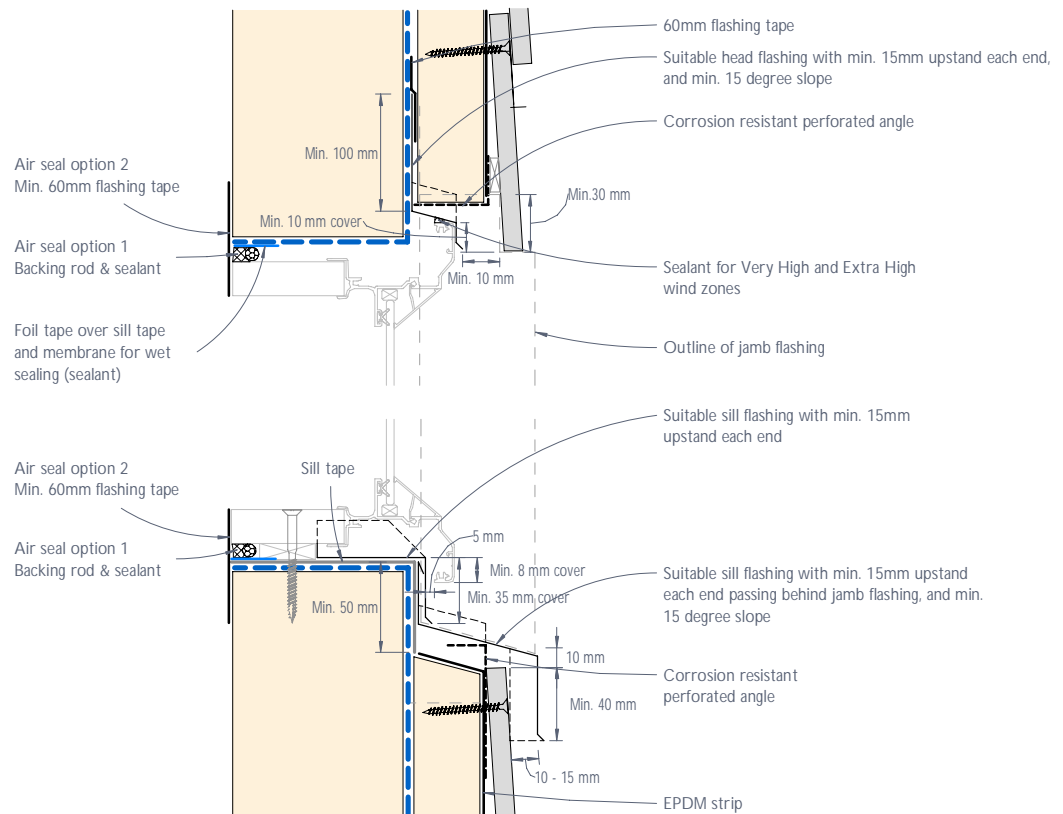 60mm flashing tape
Suitable head flashing with min. 15mm upstand each end,
and min. 15 degree slope
Corrosion resistant perforated angle
Min. 100 mm
Air seal option 2
Min. 60mm flashing tape
Min.30 mm
Min. 10 mm cover
Air seal option 1
Backing rod & sealant
Min. 10 mm
Sealant for Very High and Extra High
wind zones
Foil tape over sill tape
and membrane for wet
sealing (sealant)
Outline of jamb flashing
Suitable sill flashing with min. 15mm
upstand each end
Air seal option 2
Min. 60mm flashing tape
Sill tape
5 mm
Air seal option 1
Backing rod & sealant
Min. 8 mm cover
Min. 35 mm cover
Min. 50 mm
Suitable sill flashing with min. 15mm upstand
each end passing behind jamb flashing, and min.
15 degree slope
10 mm
Corrosion resistant
perforated angle
Min. 40 mm
10 - 15 mm
EPDM strip